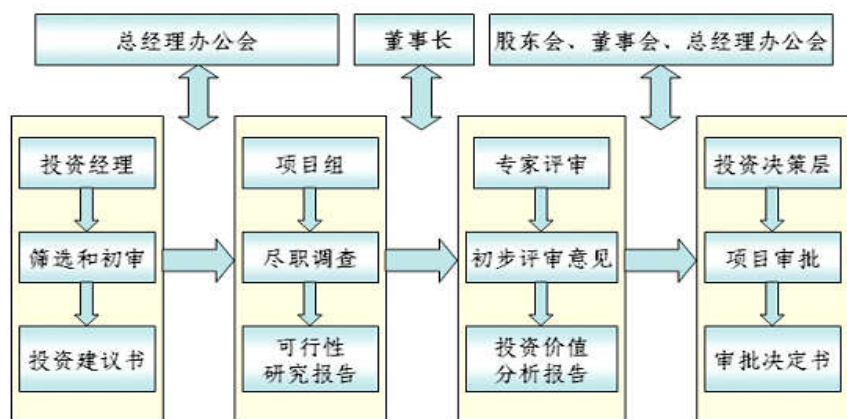 总经理办公会
董事长
股东会、董事会、总经理办公会
投资经理
筛选和初审
投资建议书
项目组
尽职调查
可行性
研究报告
专家评审
初步评审意见
投资价值
分析报告
投资决策层
项目审批
审批决定书